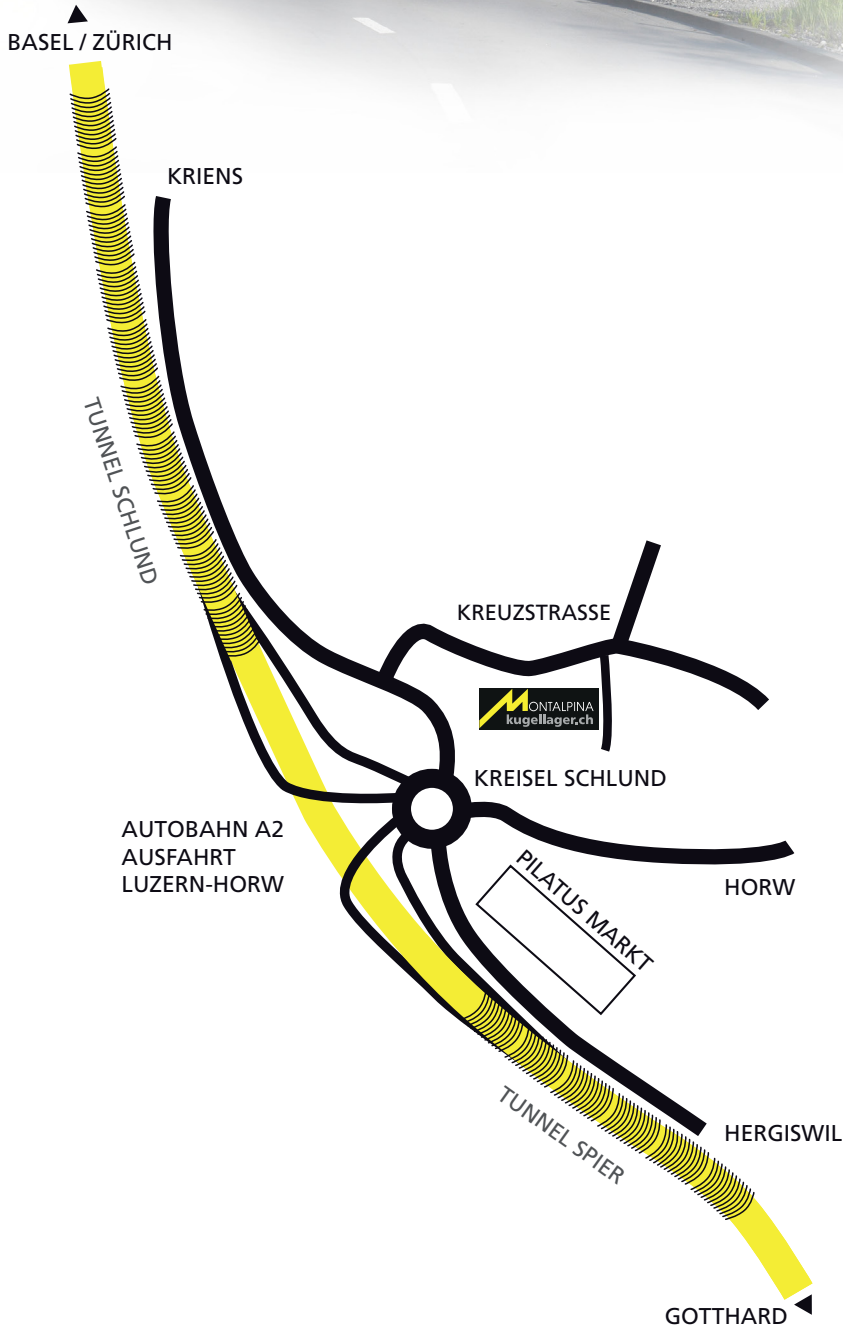 BASEL / ZÜRICH
KRIENS
TUNNEL SCHLUND
KREUZSTRASSE
MONTALPINA
kugellager.ch
KREISEL SCHLUND
AUTOBAHN A2
AUSFAHRT
LUZERN-HORW
PILATUS MARKT
HORW
TUNNEL SPIER
HERGISWIL
GOTTHARD